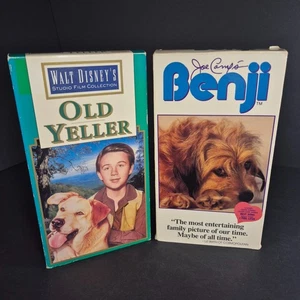 WALT DISNEY'S
STUDIO FILM COLLECTION
OLD
YELLER
Joe Camp's
Benji
TM
"The most entertaining
family picture of our time.
Maybe of all time."